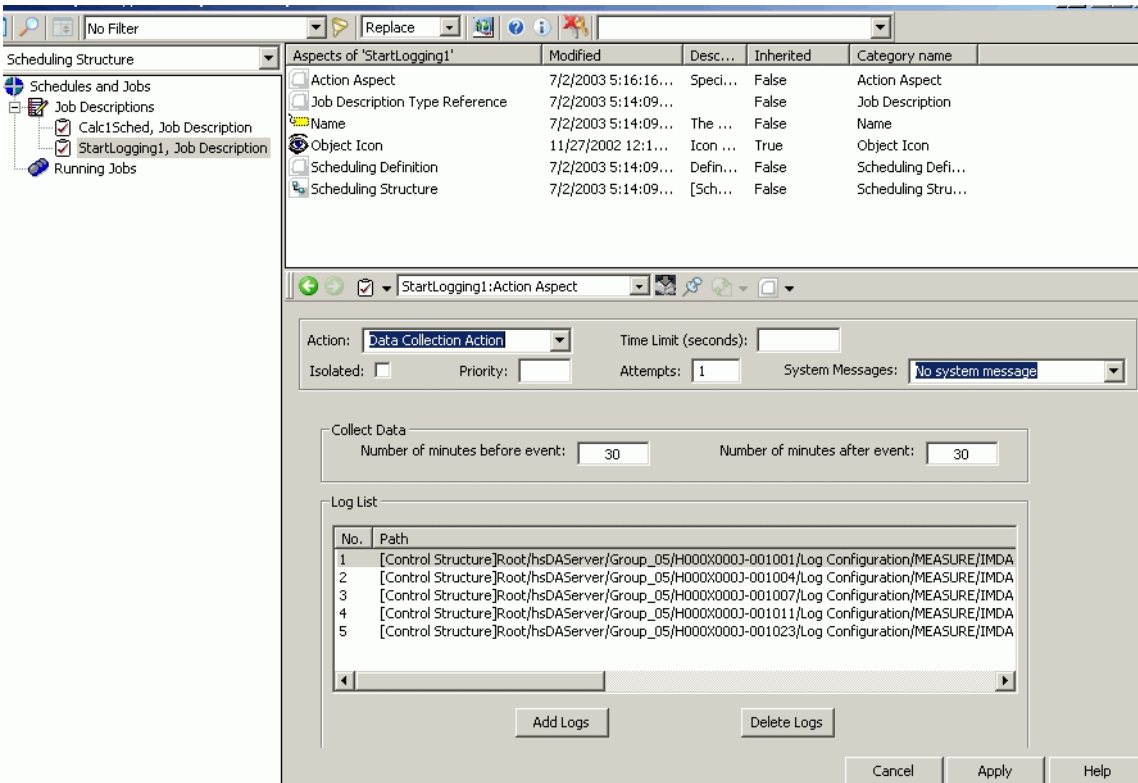 No Filter Replace
Scheduling Structure
Schedules and Jobs
Job Descriptions
Calc1Sched, Job Description
StartLogging1, Job Description
Running Jobs
Aspects of 'StartLogging1' Modified Desc... Inherited Category name
Action Aspect 7/2/2003 5:16:16... Speci... False Action Aspect
Job Description Type Reference 7/2/2003 5:14:09... False Job Description
Name 7/2/2003 5:14:09... The ... False Name
Object Icon 11/27/2002 12:1... Icon ... True Object Icon
Scheduling Definition 7/2/2003 5:14:09... Defin... False Scheduling Defi...
Scheduling Structure 7/2/2003 5:14:09... [Sch... False Scheduling Stru...
StartLogging1:Action Aspect
Action: Data Collection Action Time Limit (seconds):
Isolated: Priority: Attempts: 1 System Messages: No system message
Collect Data
Number of minutes before event: 30 Number of minutes after event: 30
Log List
No. Path
1 [Control Structure]Root/hsDAServer/Group_05/H000X000J-001001/Log Configuration/MEASURE/IMDA
2 [Control Structure]Root/hsDAServer/Group_05/H000X000J-001004/Log Configuration/MEASURE/IMDA
3 [Control Structure]Root/hsDAServer/Group_05/H000X000J-001007/Log Configuration/MEASURE/IMDA
4 [Control Structure]Root/hsDAServer/Group_05/H000X000J-001011/Log Configuration/MEASURE/IMDA
5 [Control Structure]Root/hsDAServer/Group_05/H000X000J-001023/Log Configuration/MEASURE/IMDA
Add Logs Delete Logs
Cancel Apply Help